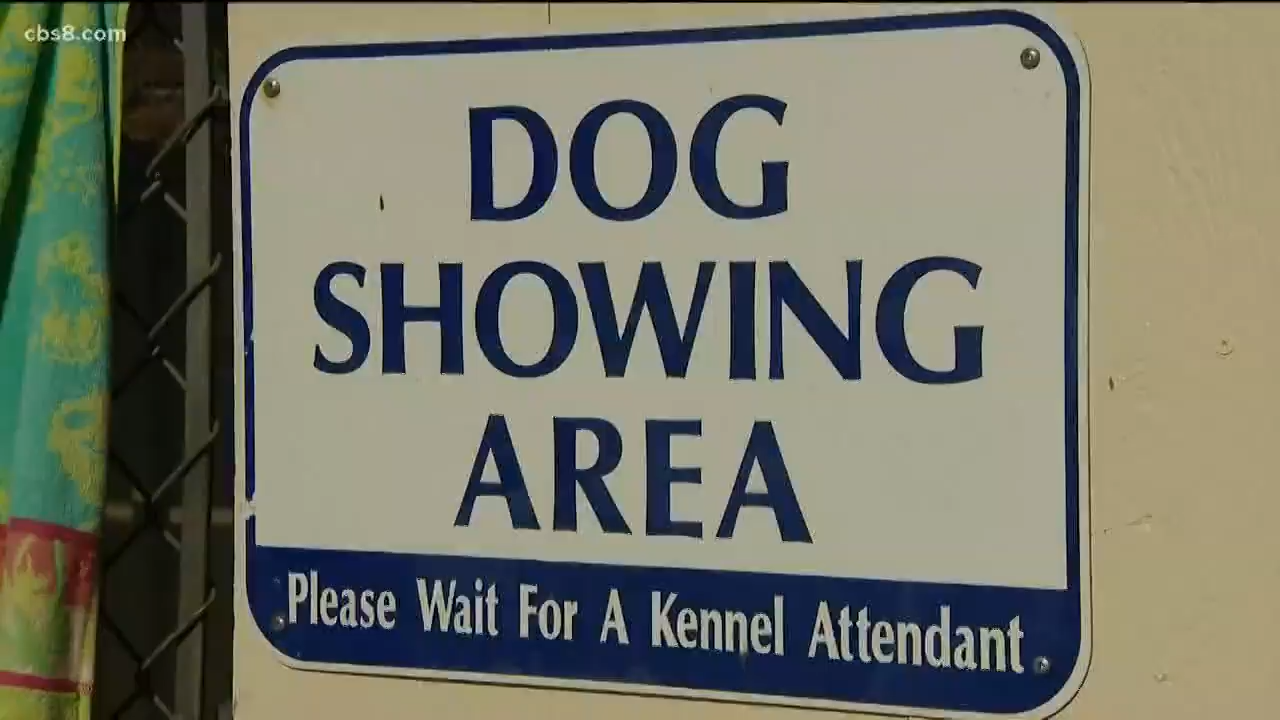 cbs8.com
DOG
SHOWING
AREA
Please Wait For A Kennel Attendant